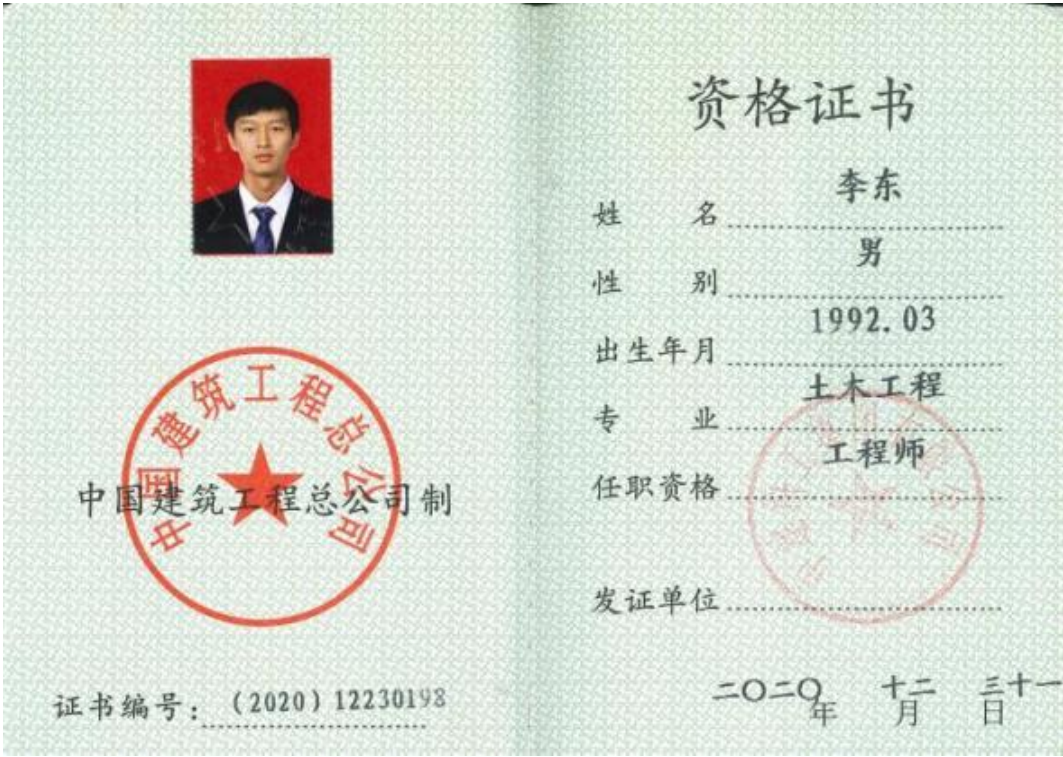 中国建筑工程总公司
中国建筑工程总公司制
证书编号:(2020)12230198
资格证书
姓 名 李东
性 别 男
出生年月 1992.03
专 业 土木工程
任职资格 工程师
发证单位
二〇二〇年 十二月 三十一日